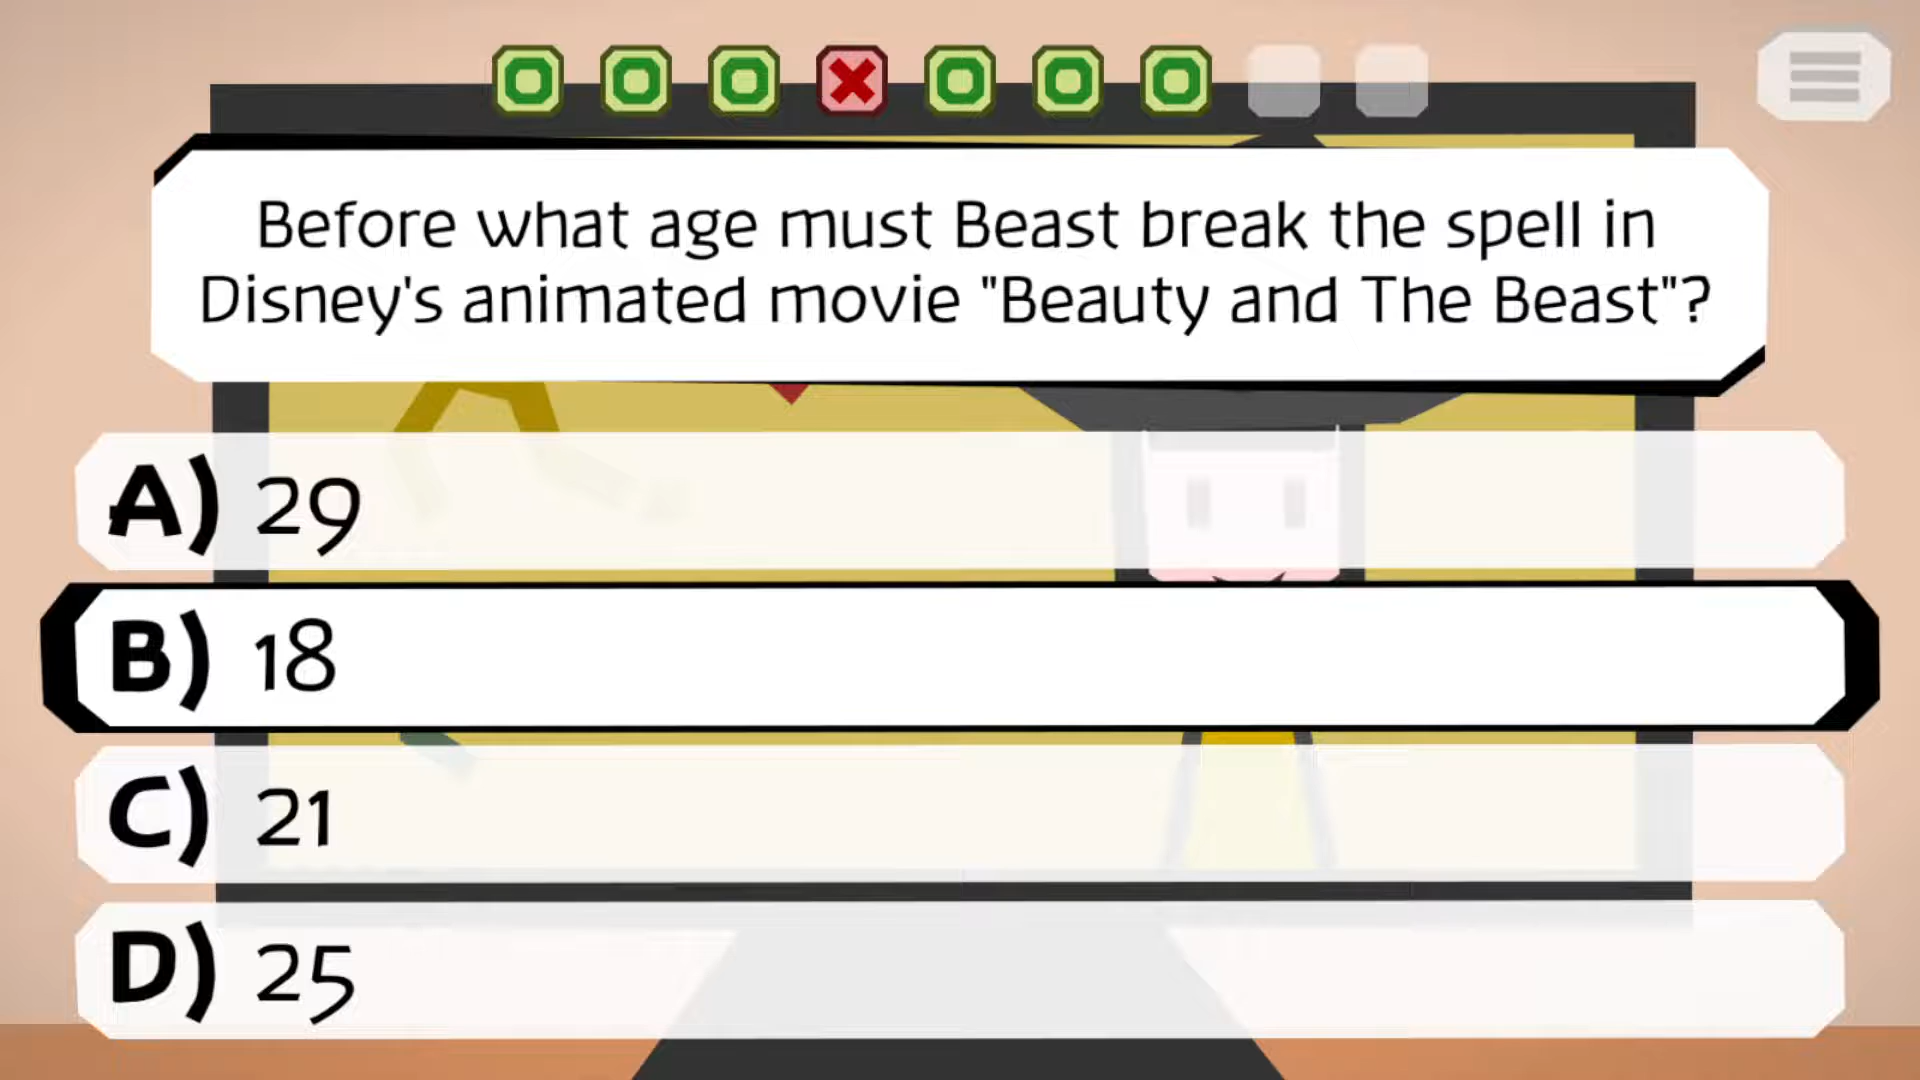 Before what age must Beast break the spell in
Disney's animated movie "Beauty and The Beast"?
A) 29
B) 18
C) 21
D) 25